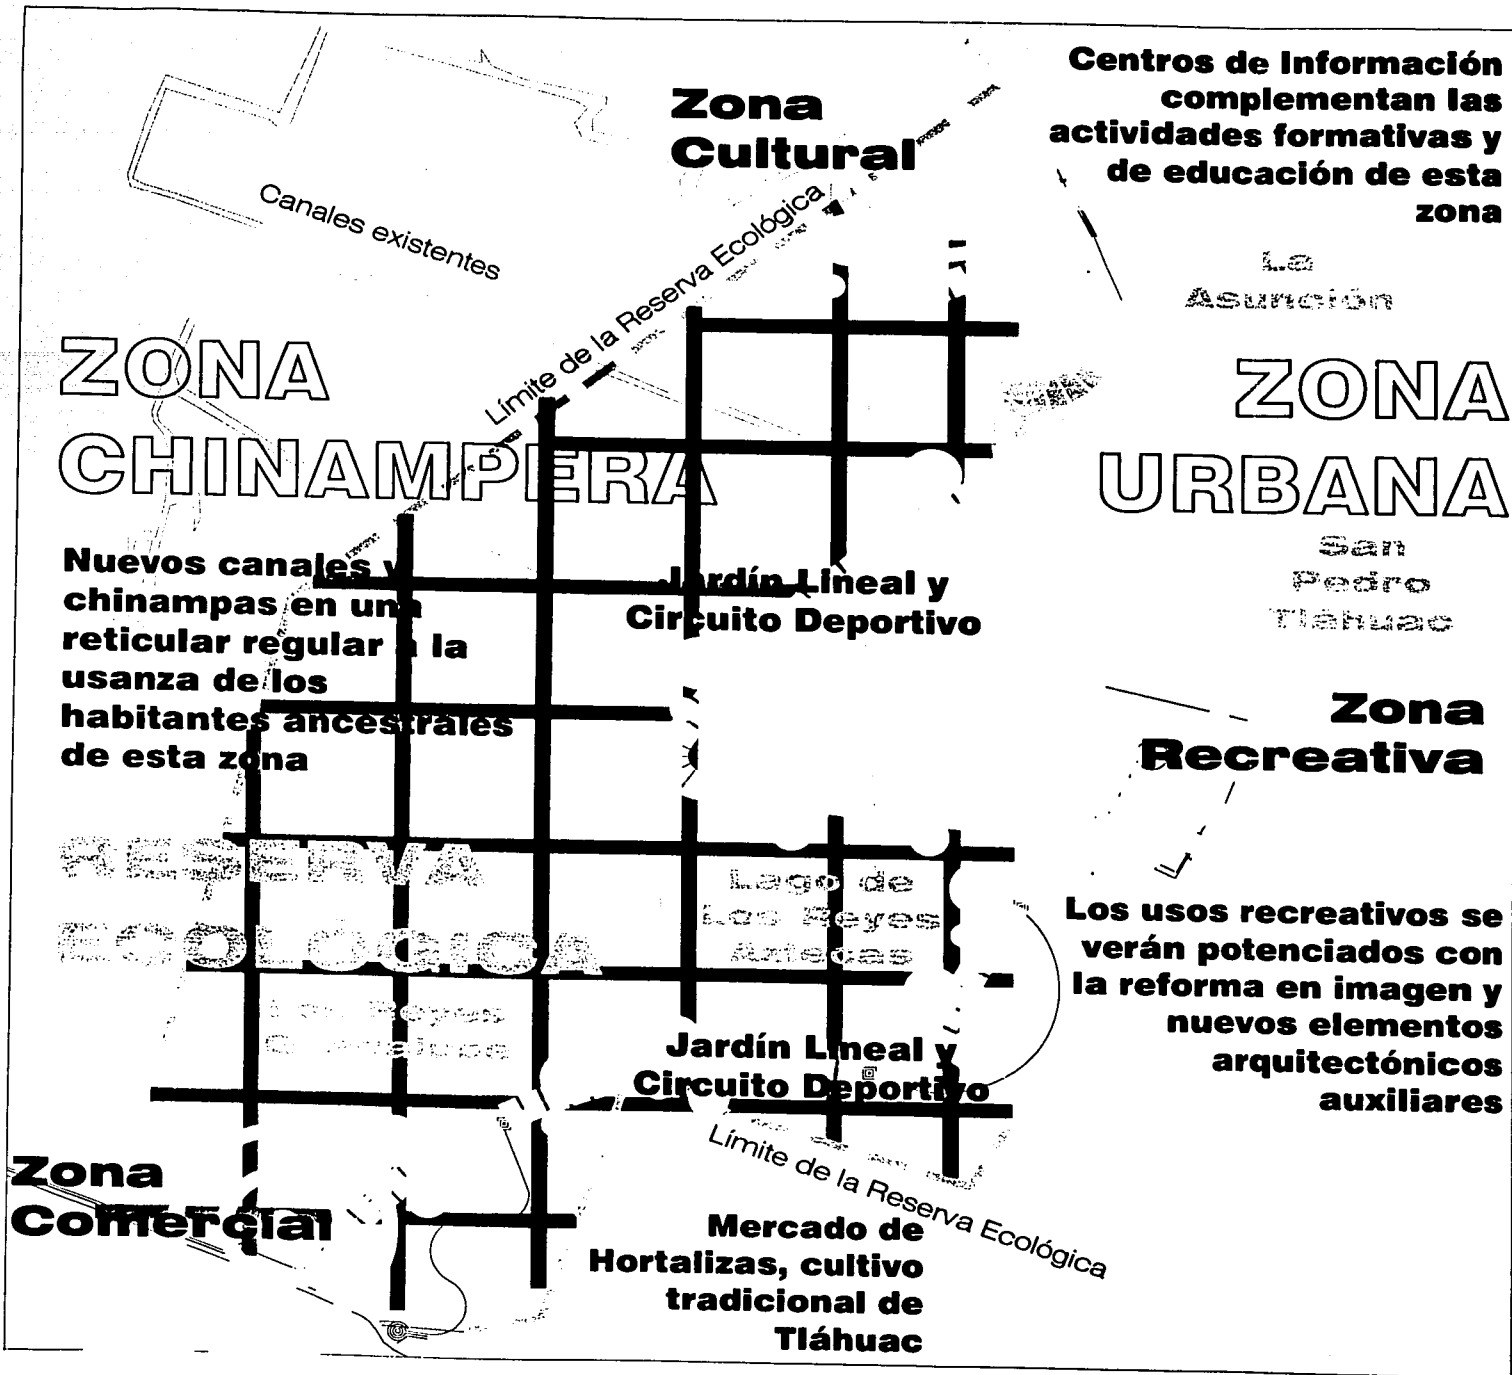 Centros de Información
complementan las
actividades formativas y
de educación de esta
zona
Zona
Cultural
Canales existentes
Límite de la Reserva Ecológica
La
Asunción
ZONA
CHINAMPERA
ZONA
URBANA
San
Pedro
Tláhuac
Nuevos canales y
chinampas en una
reticular regular a la
usanza de los
habitantes ancestrales
de esta zona
Jardín Lineal y
Circuito Deportivo
Zona
Recreativa
RESERVA
ECOLÓGICA
Lago de
Los Reyes
Aztecas
Los usos recreativos se
verán potenciados con
la reforma en imagen y
nuevos elementos
arquitectónicos
auxiliares
Los Reyes
Jardín Lineal y
Circuito Deportivo
Límite de la Reserva Ecológica
Zona
Comercial
Mercado de
Hortalizas, cultivo
tradicional de
Tláhuac